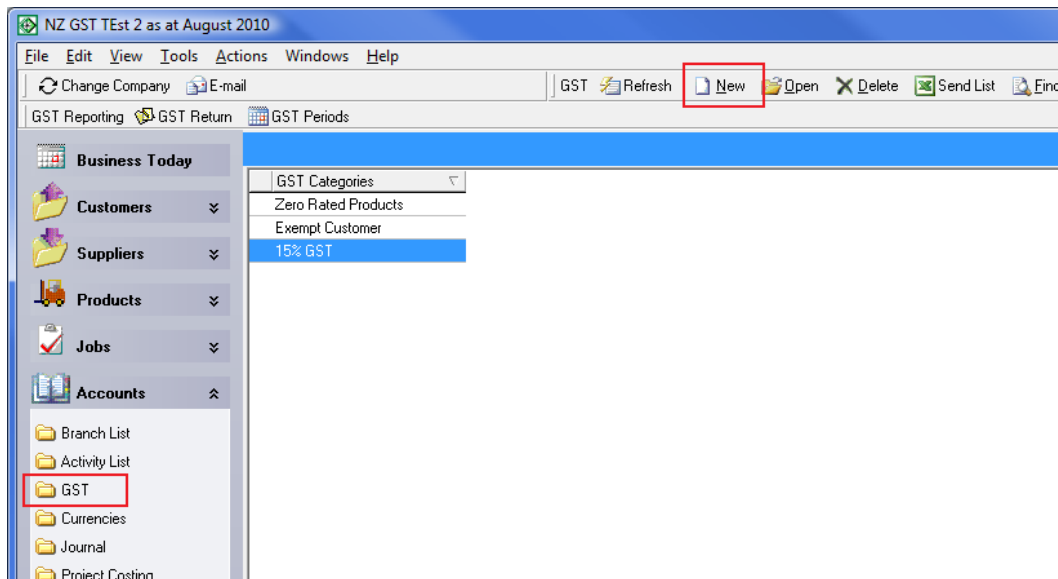 NZ GST TEst 2 as at August 2010
File Edit View Tools Actions Windows Help
Change Company E-mail GST Refresh New Open Delete Send List Find
GST Reporting GST Return GST Periods
Business Today
Customers
Suppliers
Products
Jobs
Accounts
Branch List
Activity List
GST
Currencies
Journal
Project Costing
GST Categories
Zero Rated Products
Exempt Customer
15% GST